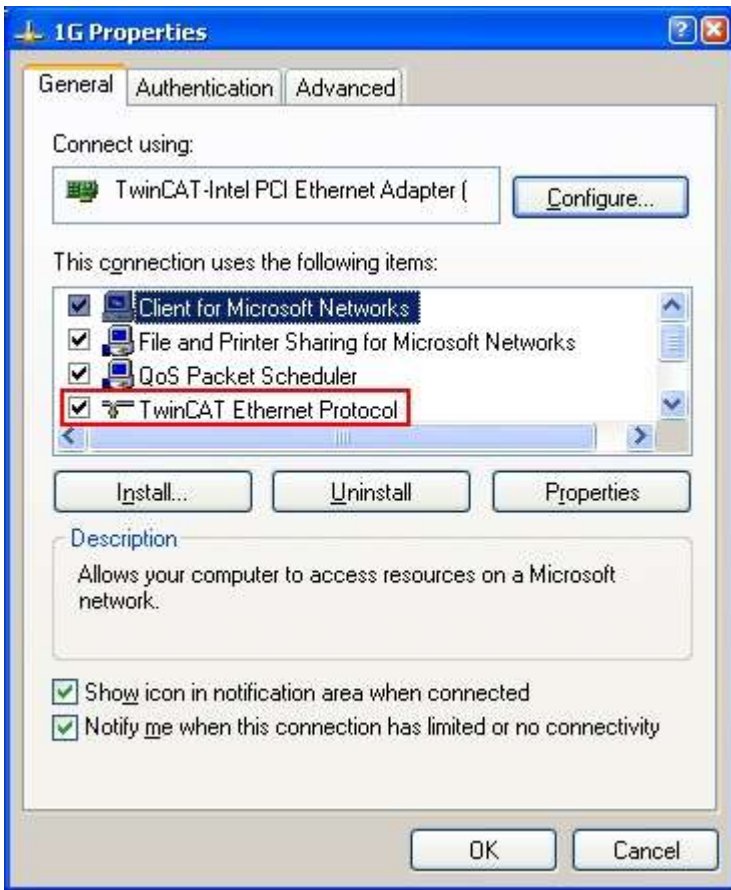 1G Properties
General Authentication Advanced
Connect using:
TwinCAT-Intel PCI Ethernet Adapter (
Configure...
This connection uses the following items:
Client for Microsoft Networks
File and Printer Sharing for Microsoft Networks
QoS Packet Scheduler
TwinCAT Ethernet Protocol
Install... Uninstall Properties
Description
Allows your computer to access resources on a Microsoft
network.
Show icon in notification area when connected
Notify me when this connection has limited or no connectivity
OK Cancel